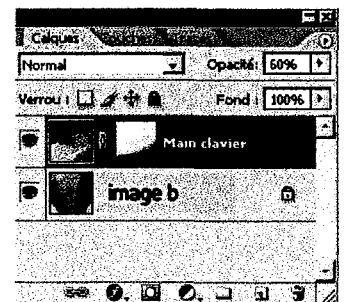 Calques
Normal Opacité: 60%
Verrou : Fond : 100%
Main clavier
image b